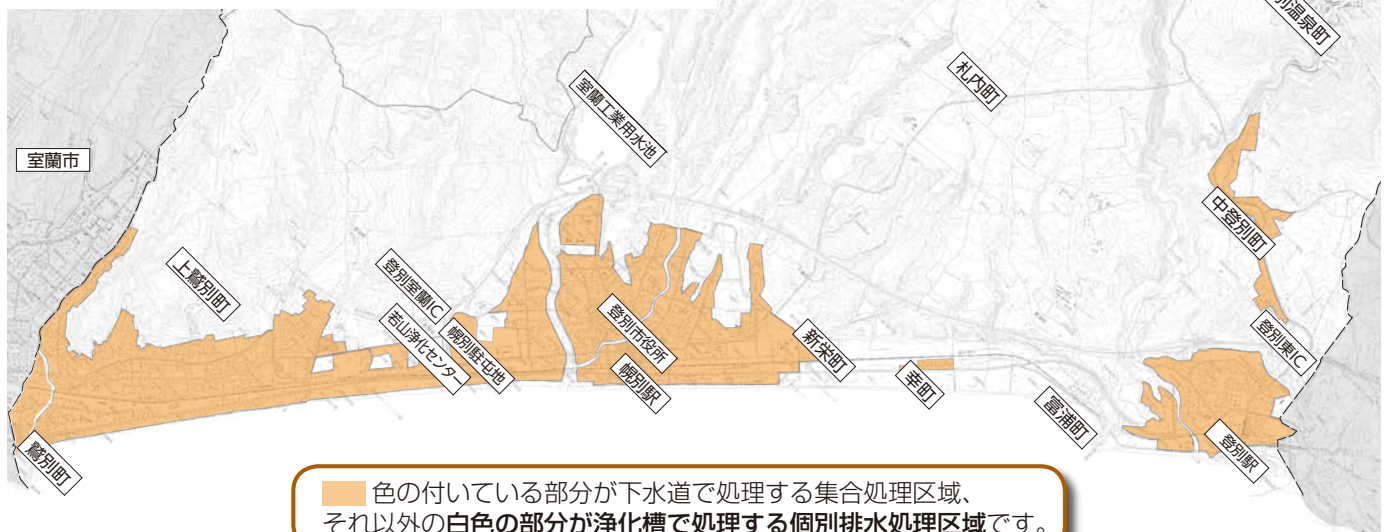 別温泉町
札内町
室蘭工業用水池
室蘭市
中登別町
上鷲別町
登別室蘭IC
若山浄化センター
幌別駐屯地
登別市役所
幌別駅
新栄町
幸町
富浦町
登別東IC
登別駅
鷲別町
色の付いている部分が下水道で処理する集合処理区域、
それ以外の白色の部分が浄化槽で処理する個別排水処理区域です。